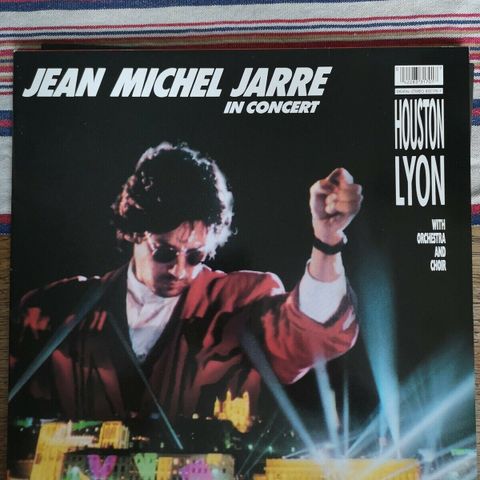 JEAN MICHEL JARRE
IN CONCERT
HOUSTON
LYON
WITH
ORCHESTRA
AND
CHOIR